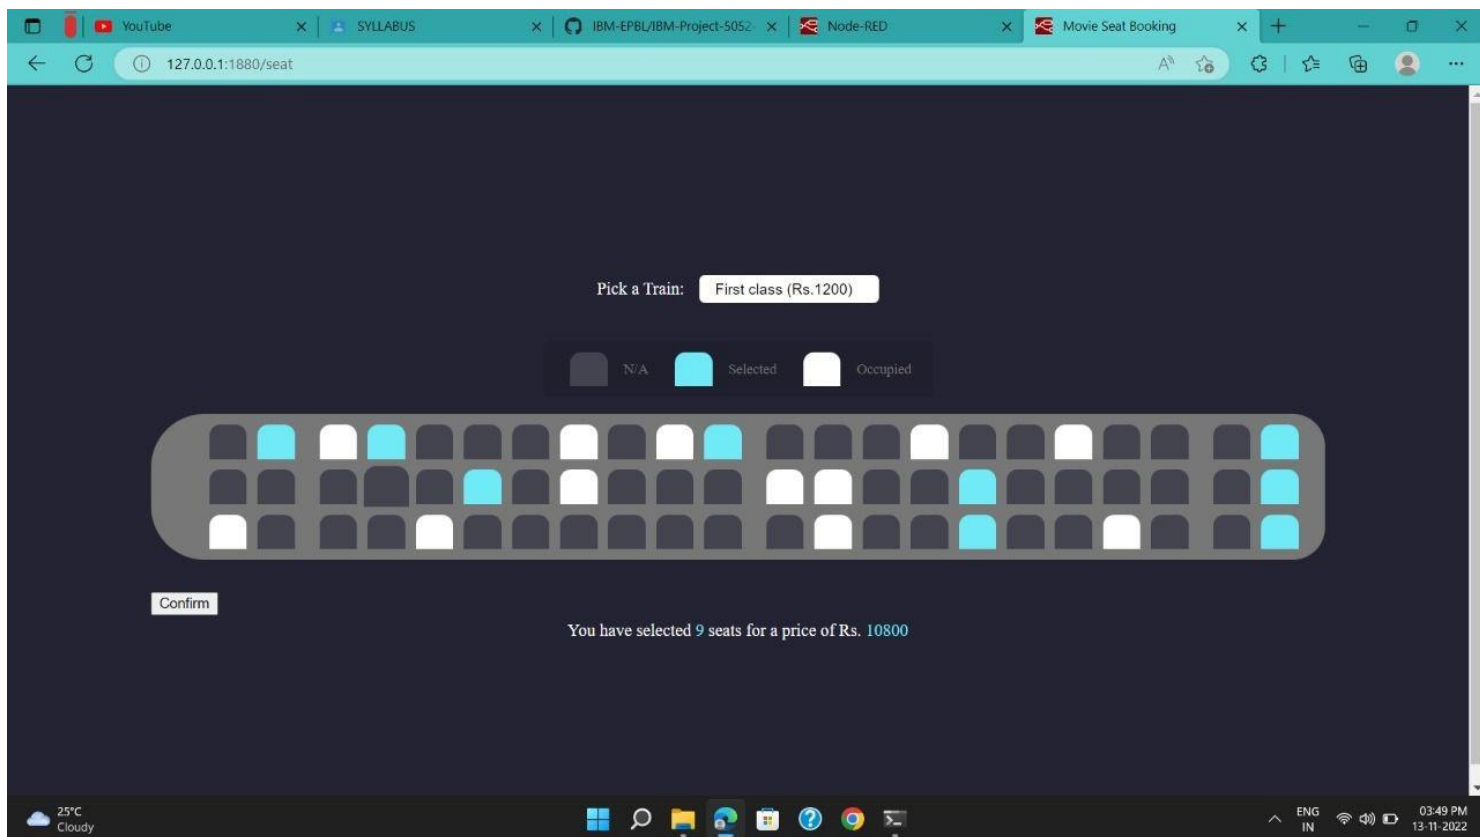 YouTube
SYLLABUS
IBM-EPBL/IBM-Project-5052-
Node-RED
Movie Seat Booking
127.0.0.1:1880/seat
Pick a Train: First class (Rs.1200)
N/A Selected Occupied
Confirm
You have selected 9 seats for a price of Rs. 10800
25°C
Cloudy
ENG
IN
03:49 PM
13-11-2022